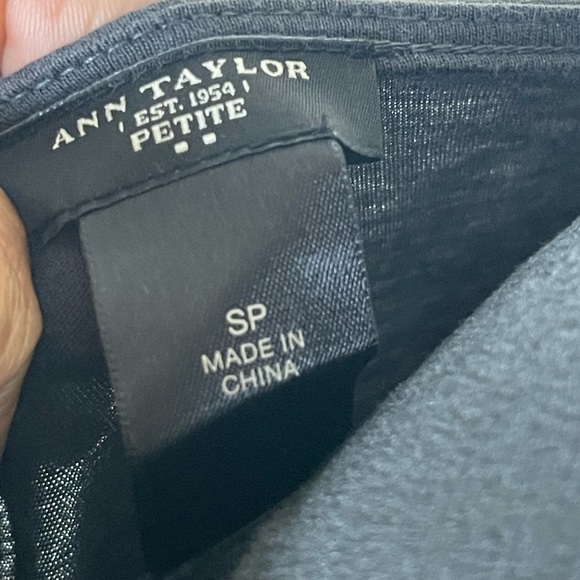 ANN TAYLOR
EST. 1954
PETITE
SP
MADE IN
CHINA